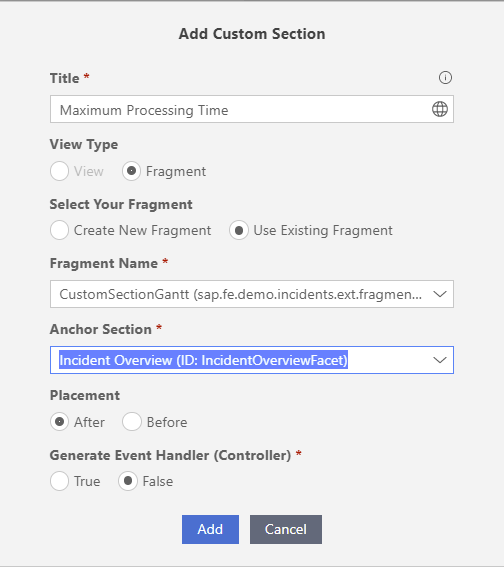 Add Custom Section
Title *
Maximum Processing Time
View Type
View Fragment
Select Your Fragment
Create New Fragment Use Existing Fragment
Fragment Name *
CustomSectionGantt (sap.fe.demo.incidents.ext.fragmen...
Anchor Section *
Incident Overview (ID: IncidentOverviewFacet)
Placement
After Before
Generate Event Handler (Controller) *
True False
Add Cancel